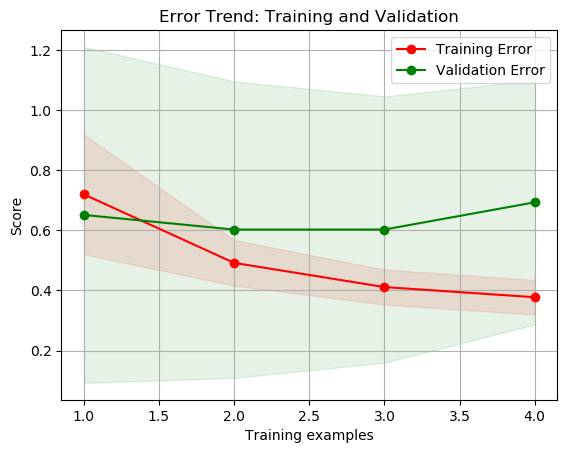 Error Trend: Training and Validation
Training Error
Validation Error
Score
1.2
1.0
0.8
0.6
0.4
0.2
1.0 1.5 2.0 2.5 3.0 3.5 4.0
Training examples